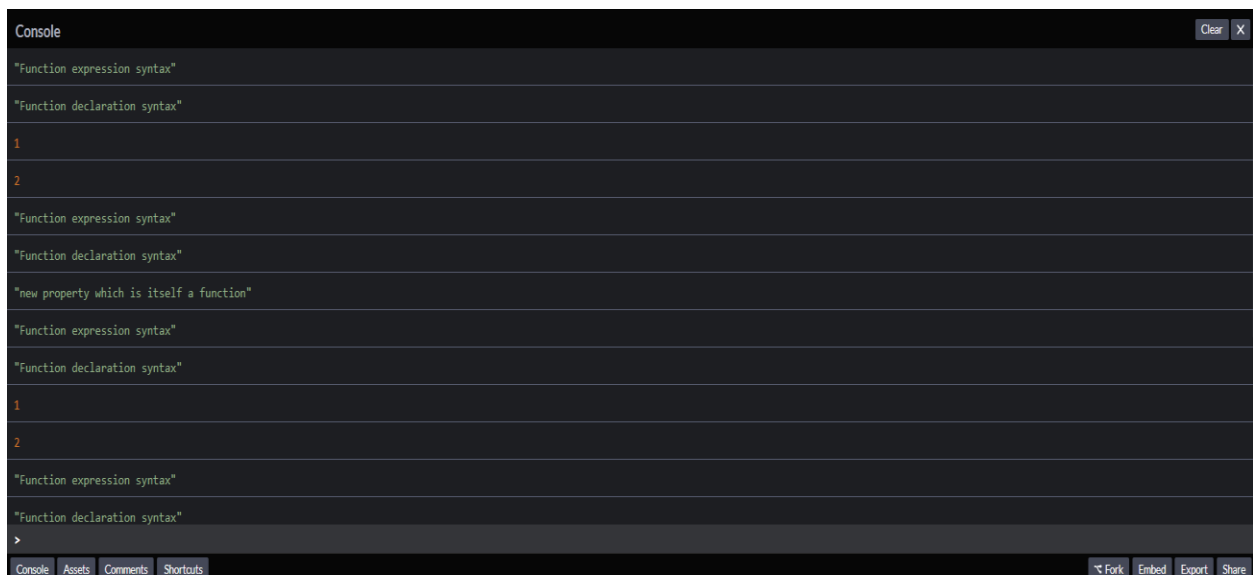 Console
Clear X
"Function expression syntax"
"Function declaration syntax"
1
2
"Function expression syntax"
"Function declaration syntax"
"new property which is itself a function"
"Function expression syntax"
"Function declaration syntax"
1
2
"Function expression syntax"
"Function declaration syntax"
>
Console Assets Comments Shortcuts ⌥ Fork Embed Export Share